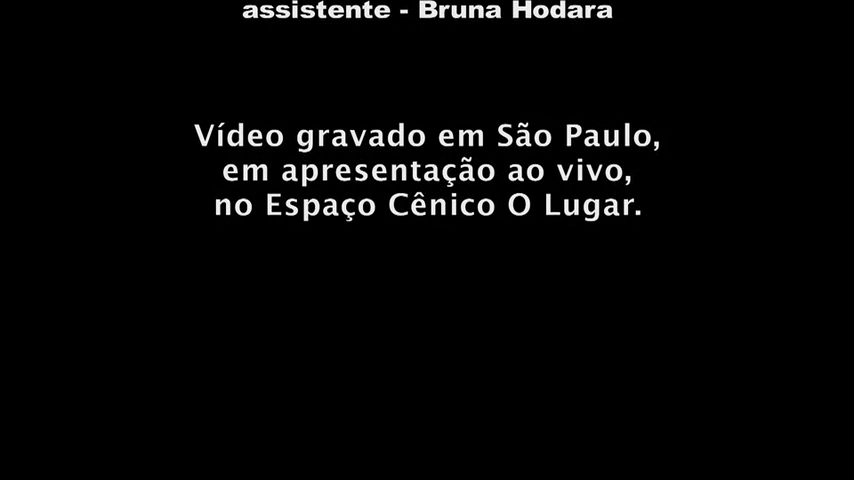 assistente - Bruna Hodara
Vídeo gravado em São Paulo,
em apresentação ao vivo,
no Espaço Cênico O Lugar.